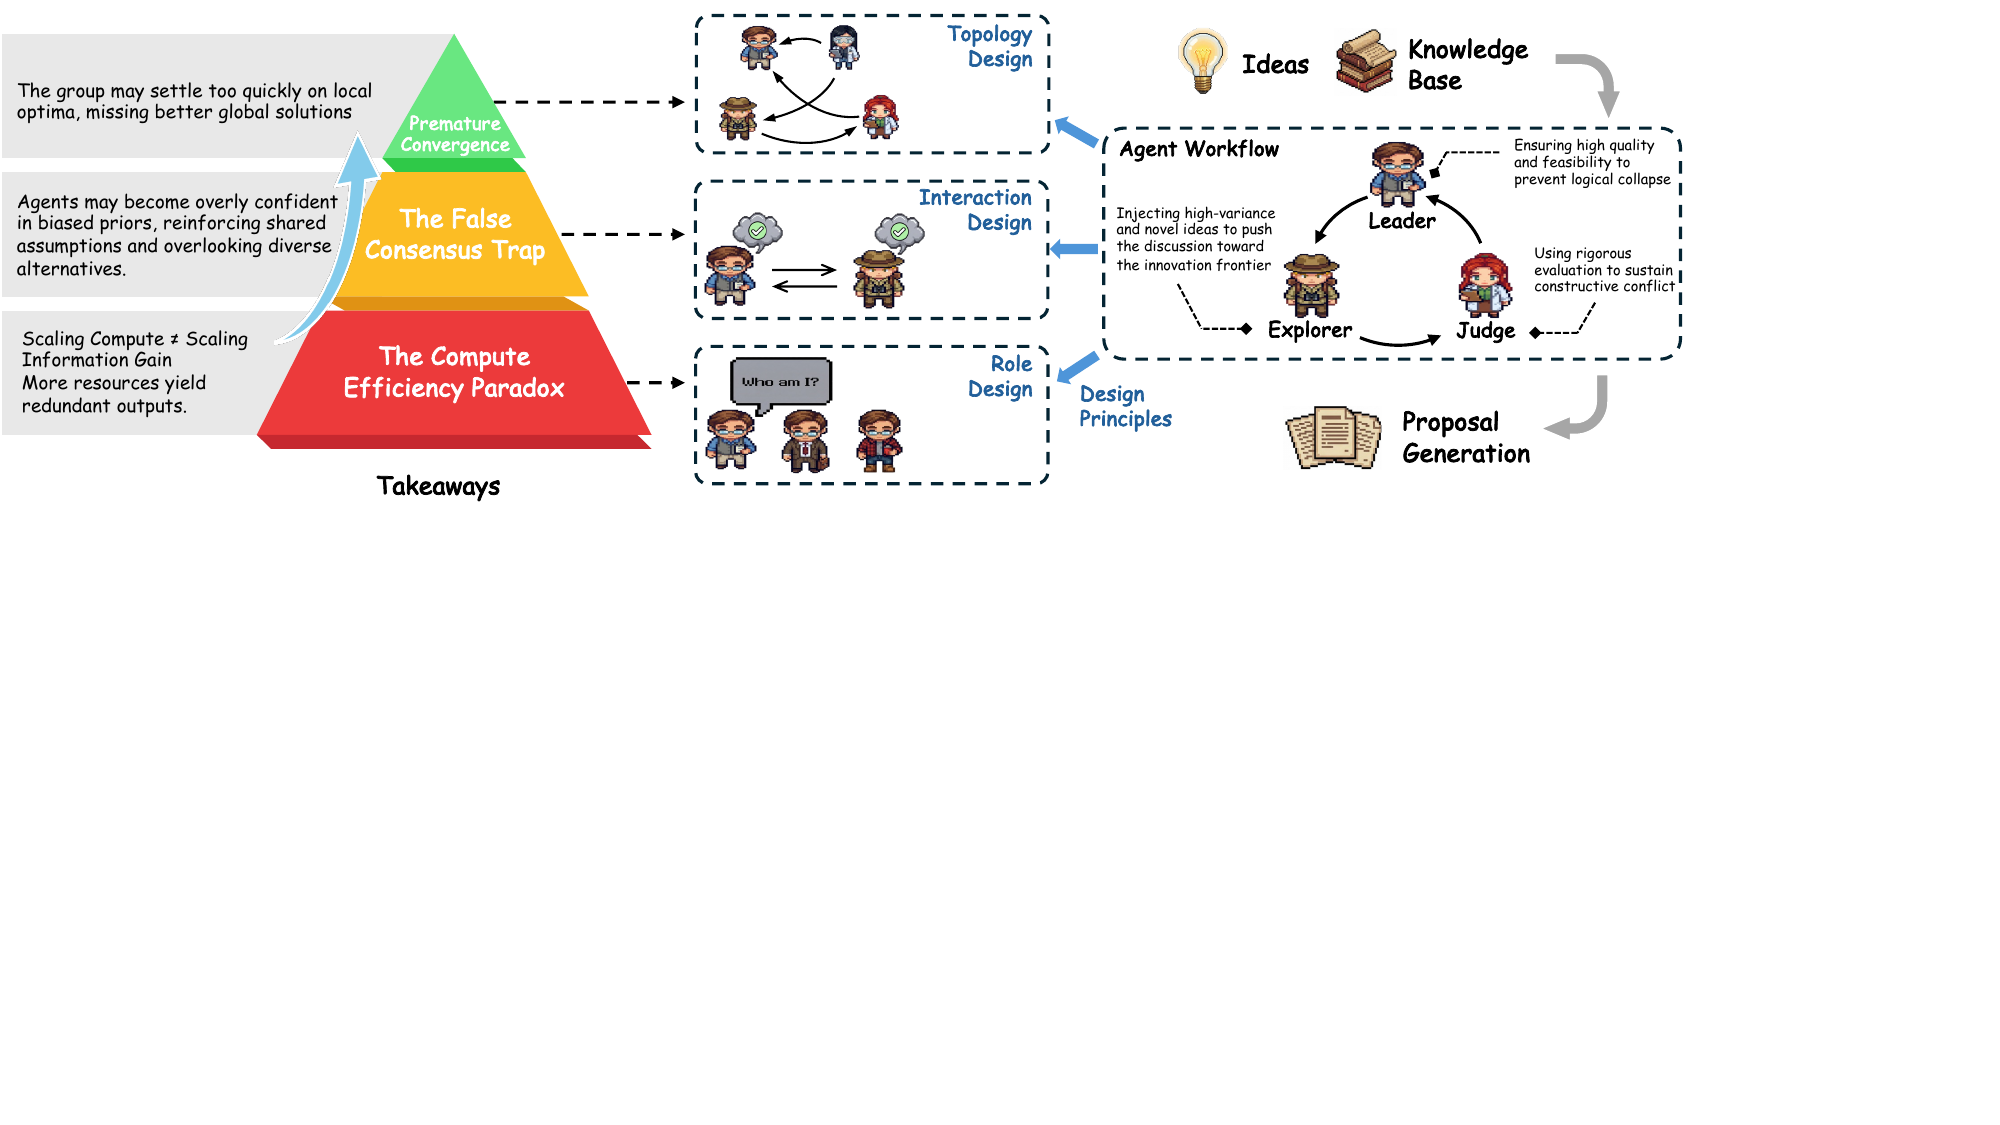 The group may settle too quickly on local
optima, missing better global solutions
Premature
Convergence
Agents may become overly confident
in biased priors, reinforcing shared
assumptions and overlooking diverse
alternatives.
The False
Consensus Trap
Scaling Compute ≠ Scaling
Information Gain
More resources yield
redundant outputs.
The Compute
Efficiency Paradox
Takeaways
Topology
Design
Interaction
Design
Role
Design
Who am I?
Design
Principles
Ideas
Knowledge
Base
Agent Workflow
Ensuring high quality
and feasibility to
prevent logical collapse
Leader
Injecting high-variance
and novel ideas to push
the discussion toward
the innovation frontier
Using rigorous
evaluation to sustain
constructive conflict
Explorer
Judge
Proposal
Generation